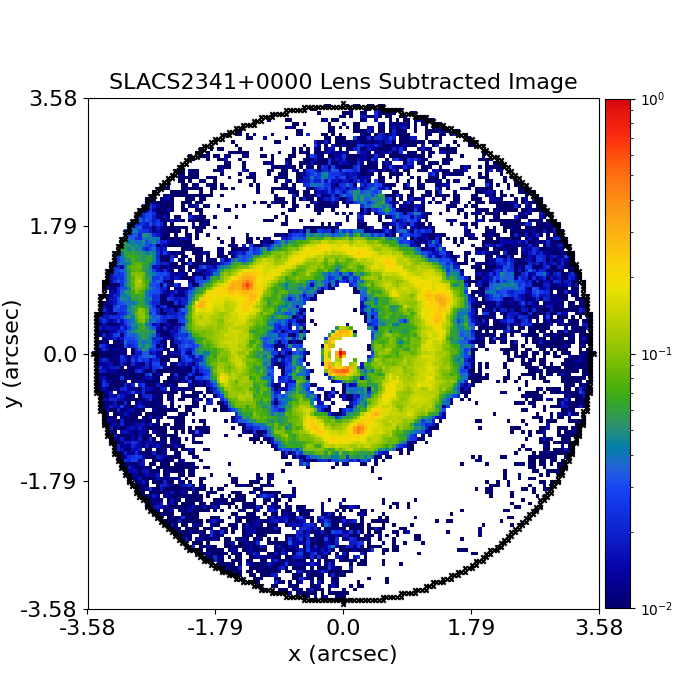 SLACS2341+0000 Lens Subtracted Image
3.58
1.79
0.0
-1.79
-3.58
y (arcsec)
-3.58 -1.79 0.0 1.79 3.58
x (arcsec)
10⁰
10⁻¹
10⁻²